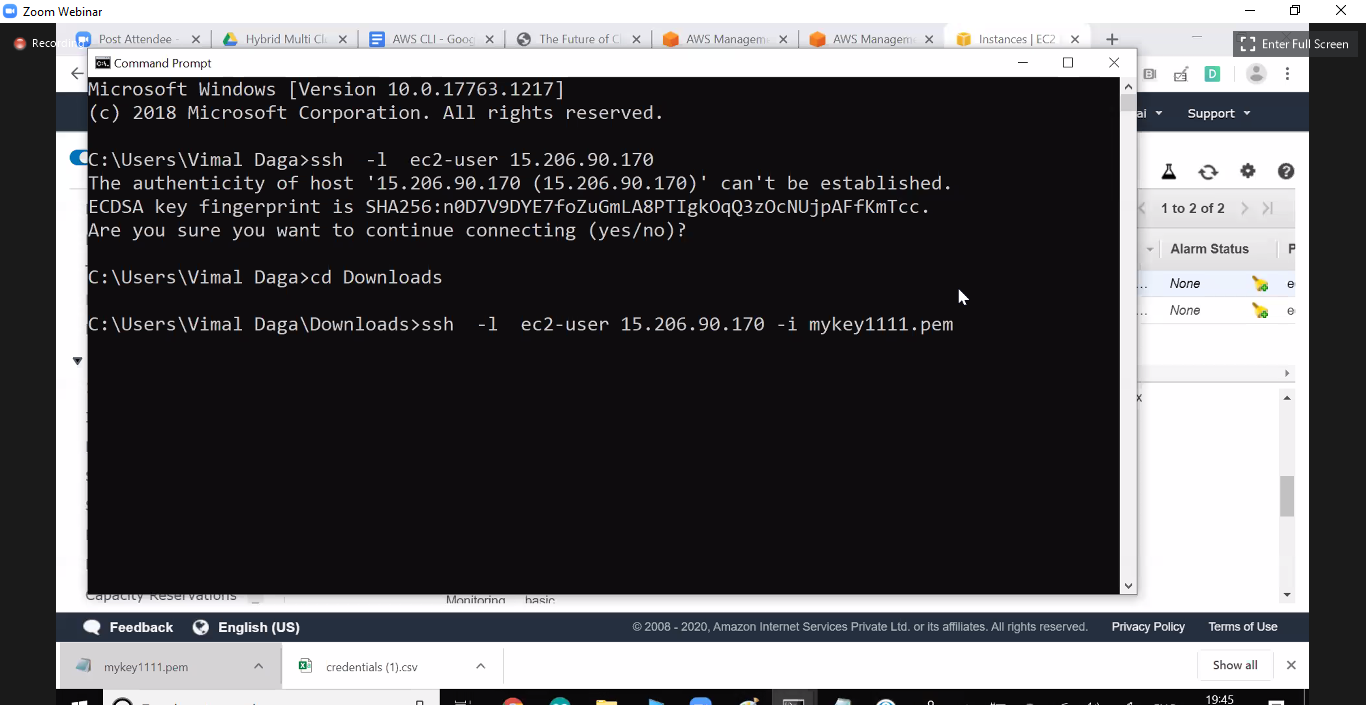 Zoom Webinar
Recording
Enter Full Screen
Post Attendee -
Hybrid Multi Cl
AWS CLI - Goog
The Future of Cl
AWS Managem
AWS Managem
Instances | EC2
Command Prompt
ai Support
Microsoft Windows [Version 10.0.17763.1217]
(c) 2018 Microsoft Corporation. All rights reserved.
C:\Users\Vimal Daga>ssh -l ec2-user 15.206.90.170
The authenticity of host '15.206.90.170 (15.206.90.170)' can't be established.
ECDSA key fingerprint is SHA256:n0D7V9DYE7foZuGmLA8PTIgkOqQ3zOcNUjpAFfKmTcc.
Are you sure you want to continue connecting (yes/no)?
C:\Users\Vimal Daga>cd Downloads
C:\Users\Vimal Daga\Downloads>ssh -l ec2-user 15.206.90.170 -i mykey1111.pem
1 to 2 of 2
Alarm Status
None
None
Capacity Reservations
Monitoring basic
Feedback English (US)
© 2008 - 2020, Amazon Internet Services Private Ltd. or its affiliates. All rights reserved. Privacy Policy Terms of Use
mykey1111.pem
credentials (1).csv
Show all
19:45